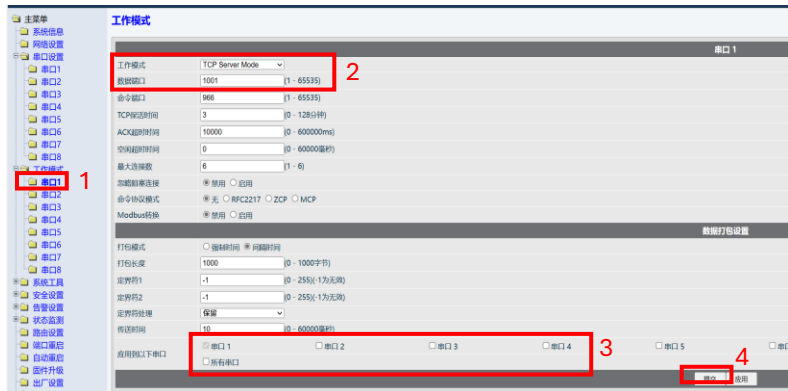 主菜单
系统信息
网络设置
串口设置
串口1
串口2
串口3
串口4
串口5
串口6
串口7
串口8
工作模式
串口1
1
串口2
串口3
串口4
串口5
串口6
串口7
串口8
系统工具
安全设置
告警设置
状态监测
路由设置
端口重启
自动重启
固件升级
出厂设置
工作模式
串口 1
工作模式 TCP Server Mode
2
数据端口 1001 (1 - 65535)
命令端口 966 (1 - 65535)
TCP保活时间 3 (0 - 128分钟)
ACK超时时间 10000 (0 - 600000ms)
空闲超时时间 0 (0 - 60000毫秒)
最大连接数 6 (1 - 6)
忽略阻塞连接 禁用 启用
命令协议模式 无 RFC2217 ZCP MCP
Modbus转换 禁用 启用
数据打包设置
打包模式 强制时间 间隔时间
打包长度 1000 (0 - 1000字节)
定界符1 -1 (0 - 255)(-1为无效)
定界符2 -1 (0 - 255)(-1为无效)
定界符处理 保留
传送时间 10 (0 - 60000毫秒)
应用到以下串口 串口 1 串口 2 串口 3 串口 4 串口 5
所有串口
3
4
提交 应用